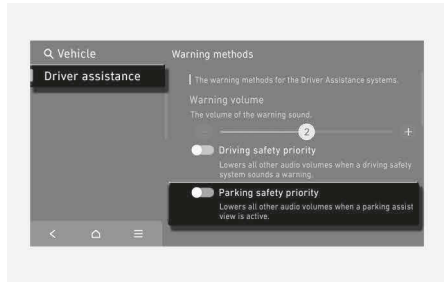 Vehicle
Warning methods
Driver assistance
The warning methods for the Driver Assistance systems.
Warning volume
The volume of the warning sound.
2
Driving safety priority
Lowers all other audio volumes when a driving safety
system sounds a warning.
Parking safety priority
Lowers all other audio volumes when a parking assist
view is active.